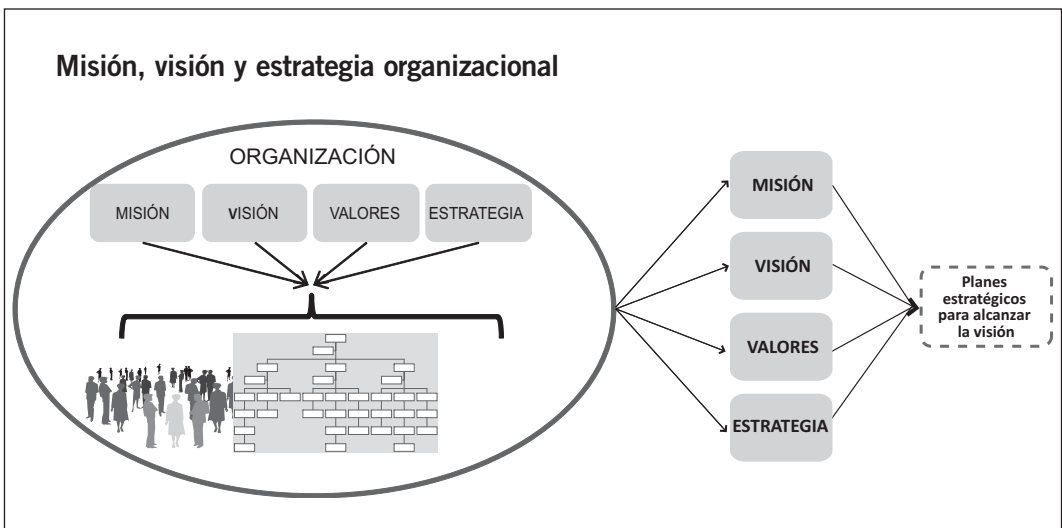 Misión, visión y estrategia organizacional
ORGANIZACIÓN
MISIÓN
VISIÓN
VALORES
ESTRATEGIA
MISIÓN
VISIÓN
VALORES
ESTRATEGIA
Planes
estratégicos
para alcanzar
la visión